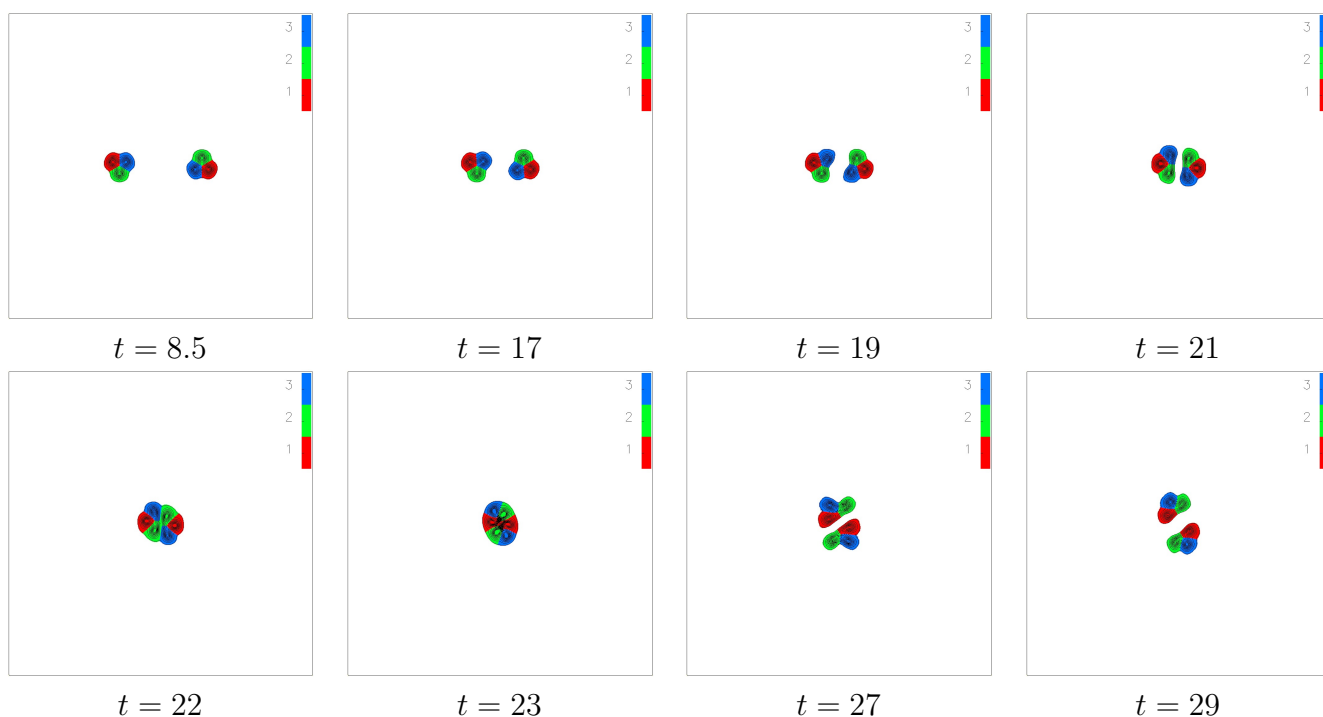 3 3 3 3
2 2 2 2
1 1 1 1
t = 8.5 t = 17 t = 19 t = 21
3 3 3 3
2 2 2 2
1 1 1 1
t = 22 t = 23 t = 27 t = 29